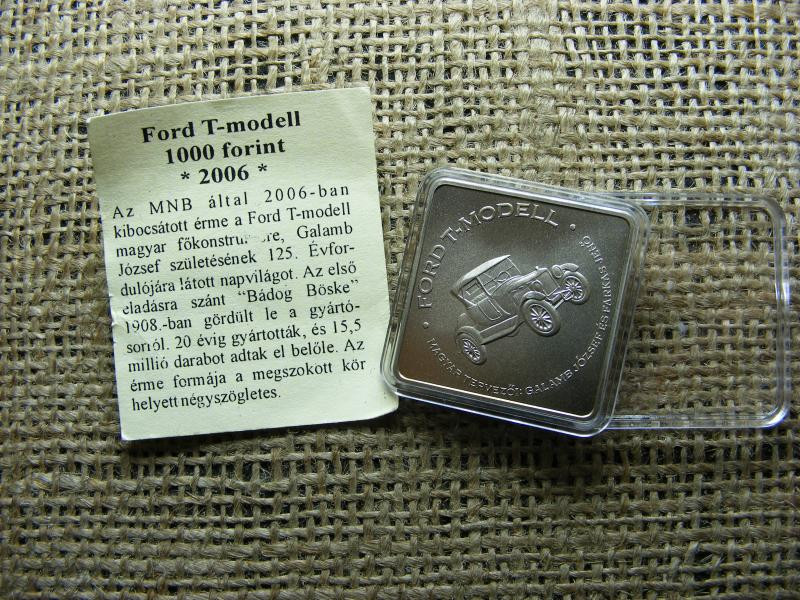 Ford T-modell
1000 forint
* 2006 *
Az MNB által 2006-ban
kibocsátott érme a Ford T-modell
magyar Galamb
József születésének 125. Évfor-
dulójára látott napvilágot. Az első
eladásra szánt "Bádog Böske"
1908.-ban gördült le a gyártó-
sorról. 20 évig gyártották, és 15,5
millió darabot adtak el belőle. Az
érme formája a megszokott kör
helyett négyszögletes.
• FORD T-MODELL •
MAGYAR TERVEZŐI: GALAMB JÓZSEF ÉS FARKAS JENŐ